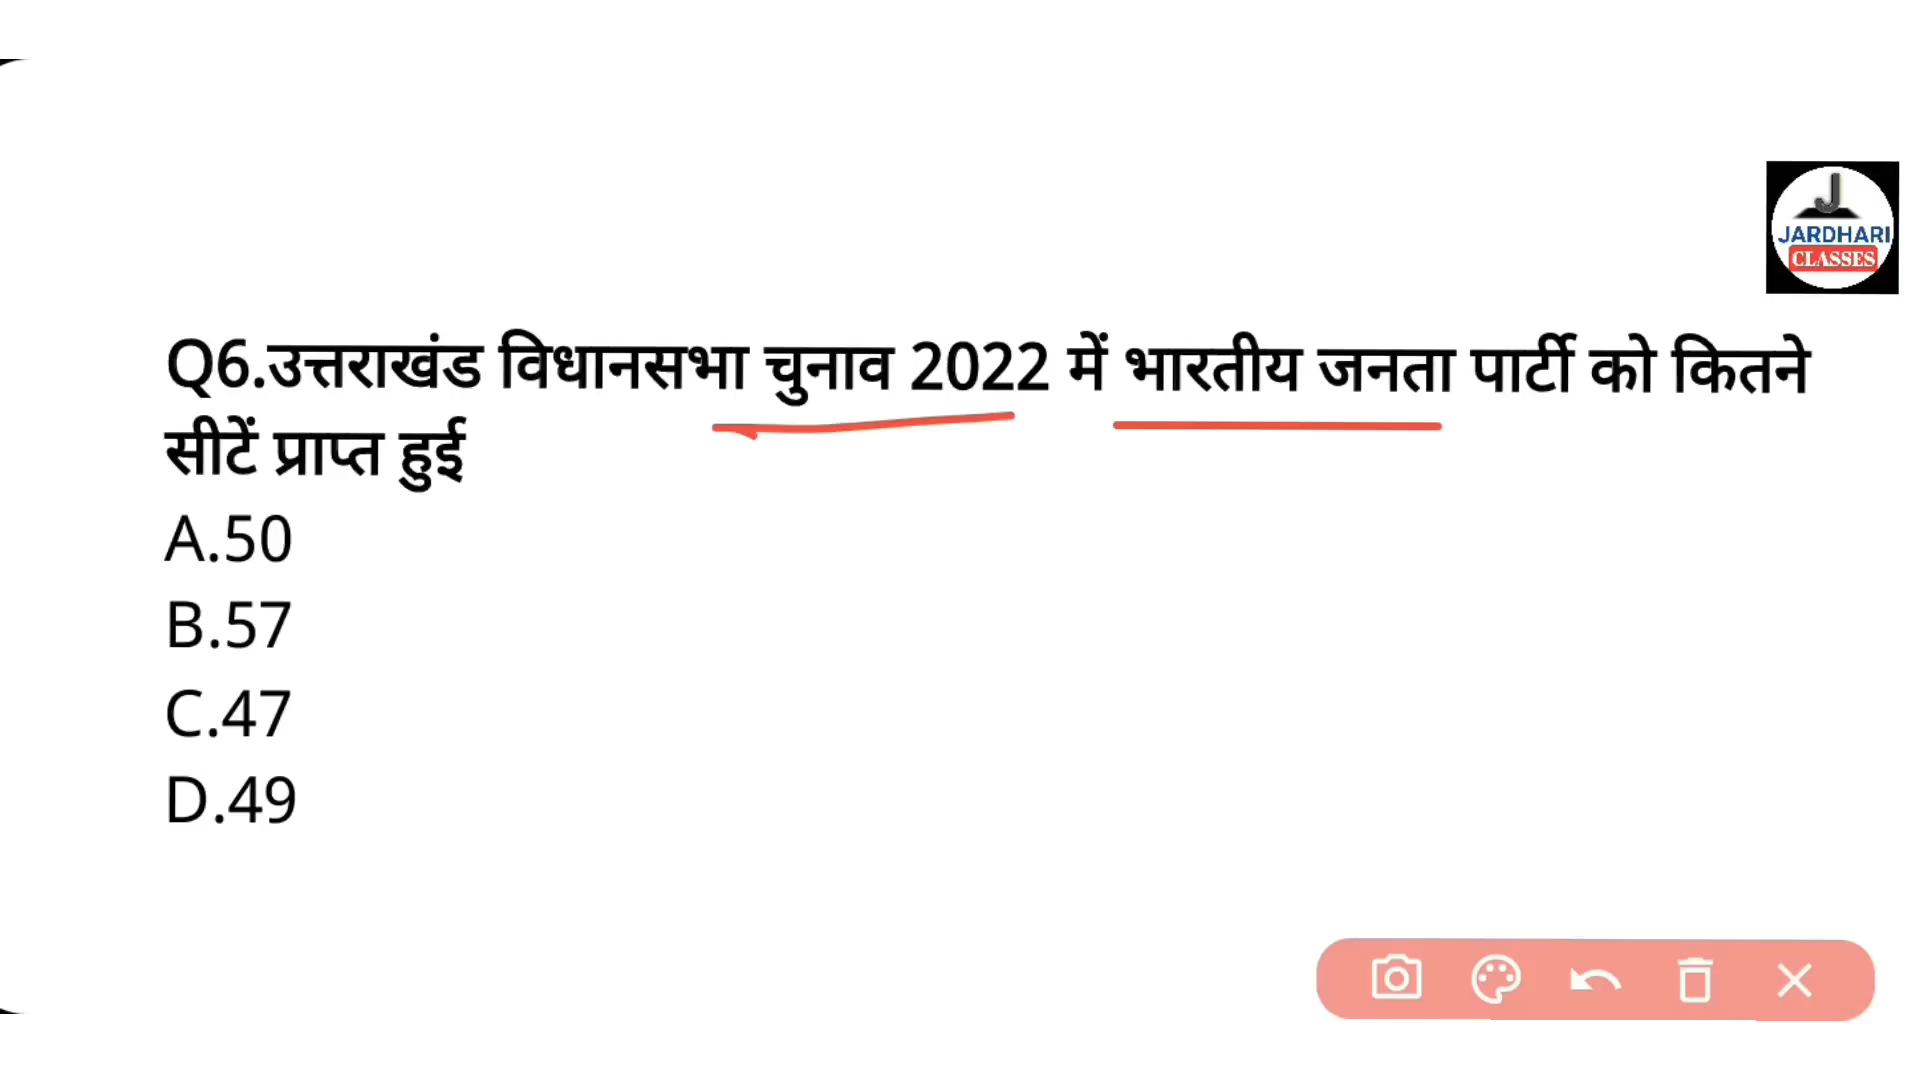 J
JARDHARI
CLASSES
Q6.उत्तराखंड विधानसभा चुनाव 2022 में भारतीय जनता पार्टी को कितने
सीटें प्राप्त हुई
A.50
B.57
C.47
D.49